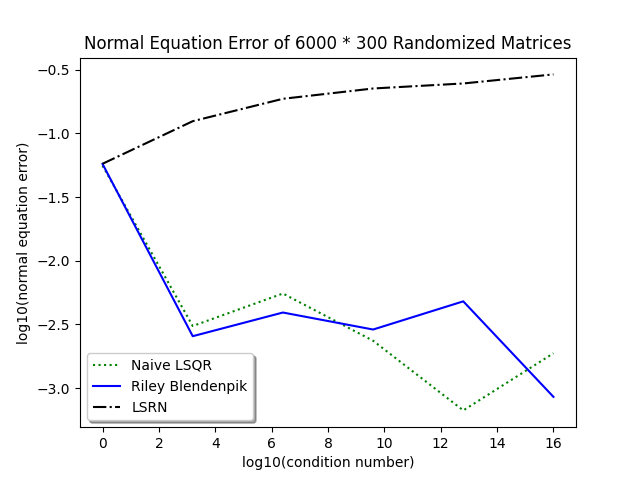 Normal Equation Error of 6000 * 300 Randomized Matrices
log10(normal equation error)
−0.5
−1.0
−1.5
−2.0
−2.5
−3.0
Naive LSQR
Riley Blendenpik
LSRN
0 2 4 6 8 10 12 14 16
log10(condition number)